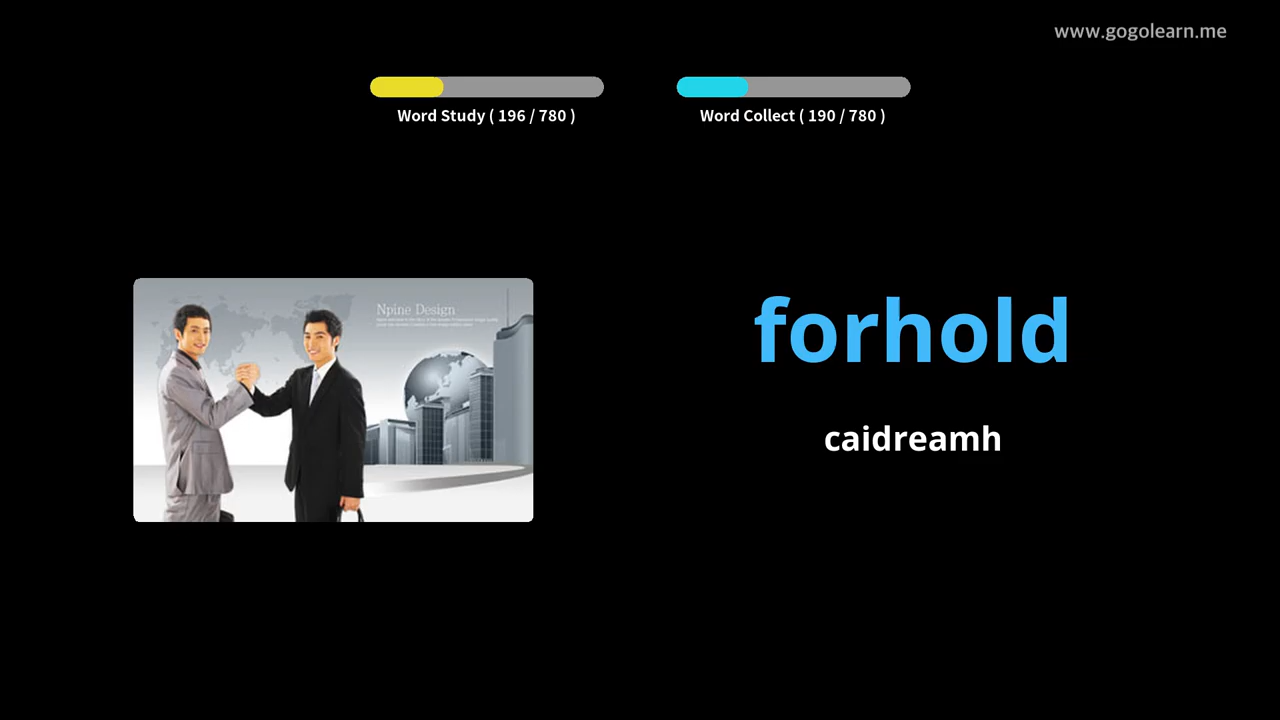 www.gogolearn.me
Word Study ( 196 / 780 )
Word Collect ( 190 / 780 )
Npine Design
forhold
caidreamh